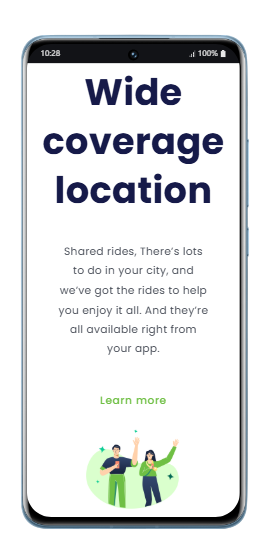 10:28
100%
Wide
coverage
location
Shared rides, There's lots
to do in your city, and
we've got the rides to help
you enjoy it all. And they're
all available right from
your app.
Learn more